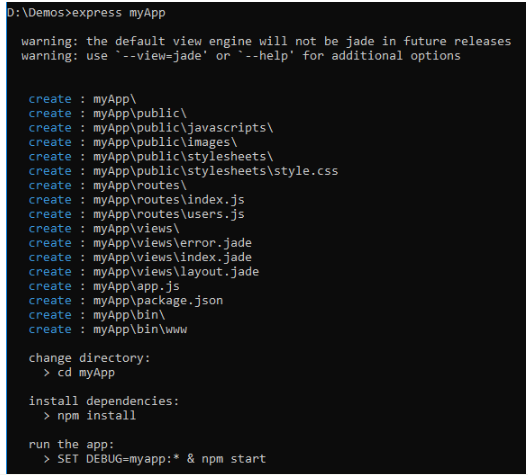 D:\Demos>express myApp
warning: the default view engine will not be jade in future releases
warning: use `--view=jade' or `--help' for additional options
create : myApp\
create : myApp\public\
create : myApp\public\javascripts\
create : myApp\public\images\
create : myApp\public\stylesheets\
create : myApp\public\stylesheets\style.css
create : myApp\routes\
create : myApp\routes\index.js
create : myApp\routes\users.js
create : myApp\views\
create : myApp\views\error.jade
create : myApp\views\index.jade
create : myApp\views\layout.jade
create : myApp\app.js
create : myApp\package.json
create : myApp\bin\
create : myApp\bin\www
change directory:
> cd myApp
install dependencies:
> npm install
run the app:
> SET DEBUG=myapp:* & npm start